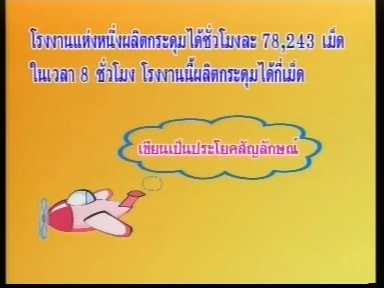 โรงงานแห่งหนึ่งผลิตกระดุมได้ชั่วโมงละ 78,243 เม็ด
ในเวลา 8 ชั่วโมง โรงงานนี้ผลิตกระดุมได้กี่เม็ด
เขียนเป็นประโยคสัญลักษณ์